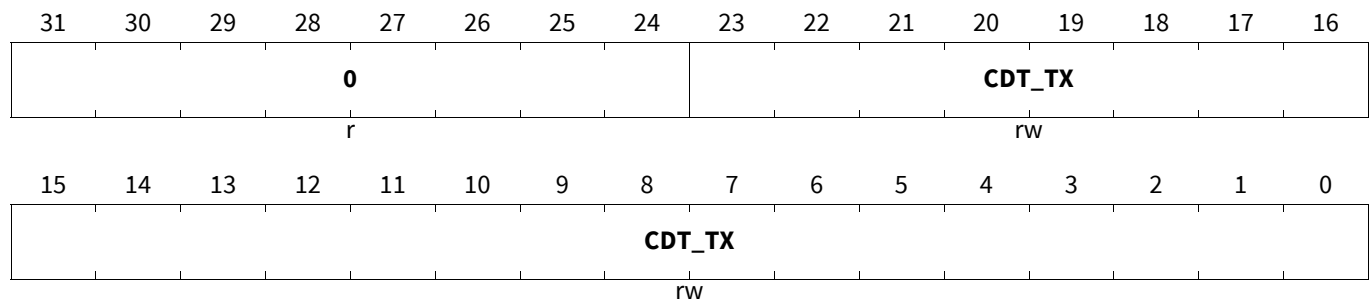 31 30 29 28 27 26 25 24 23 22 21 20 19 18 17 16
0 CDT_TX
r rw
15 14 13 12 11 10 9 8 7 6 5 4 3 2 1 0
CDT_TX
rw